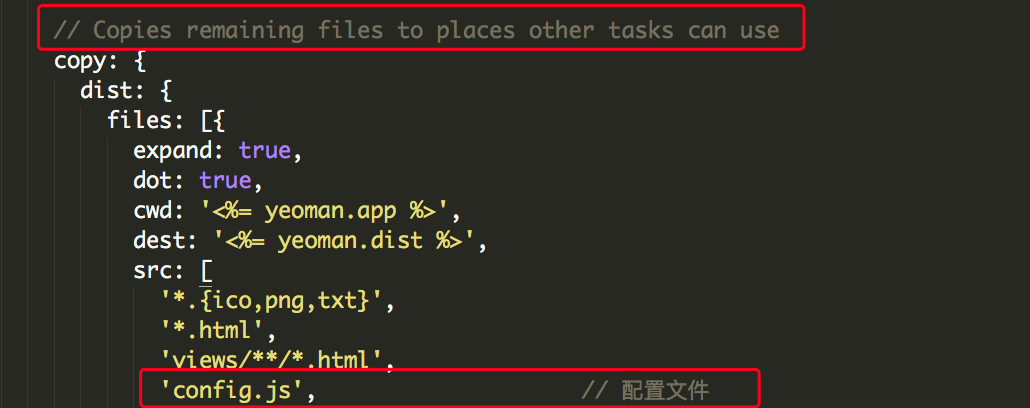 // Copies remaining files to places other tasks can use
copy: {
dist: {
files: [{
expand: true,
dot: true,
cwd: '<%= yeoman.app %>',
dest: '<%= yeoman.dist %>',
src: [
'*.{ico,png,txt}',
'*.html',
'views/**/*.html',
'config.js', // 配置文件